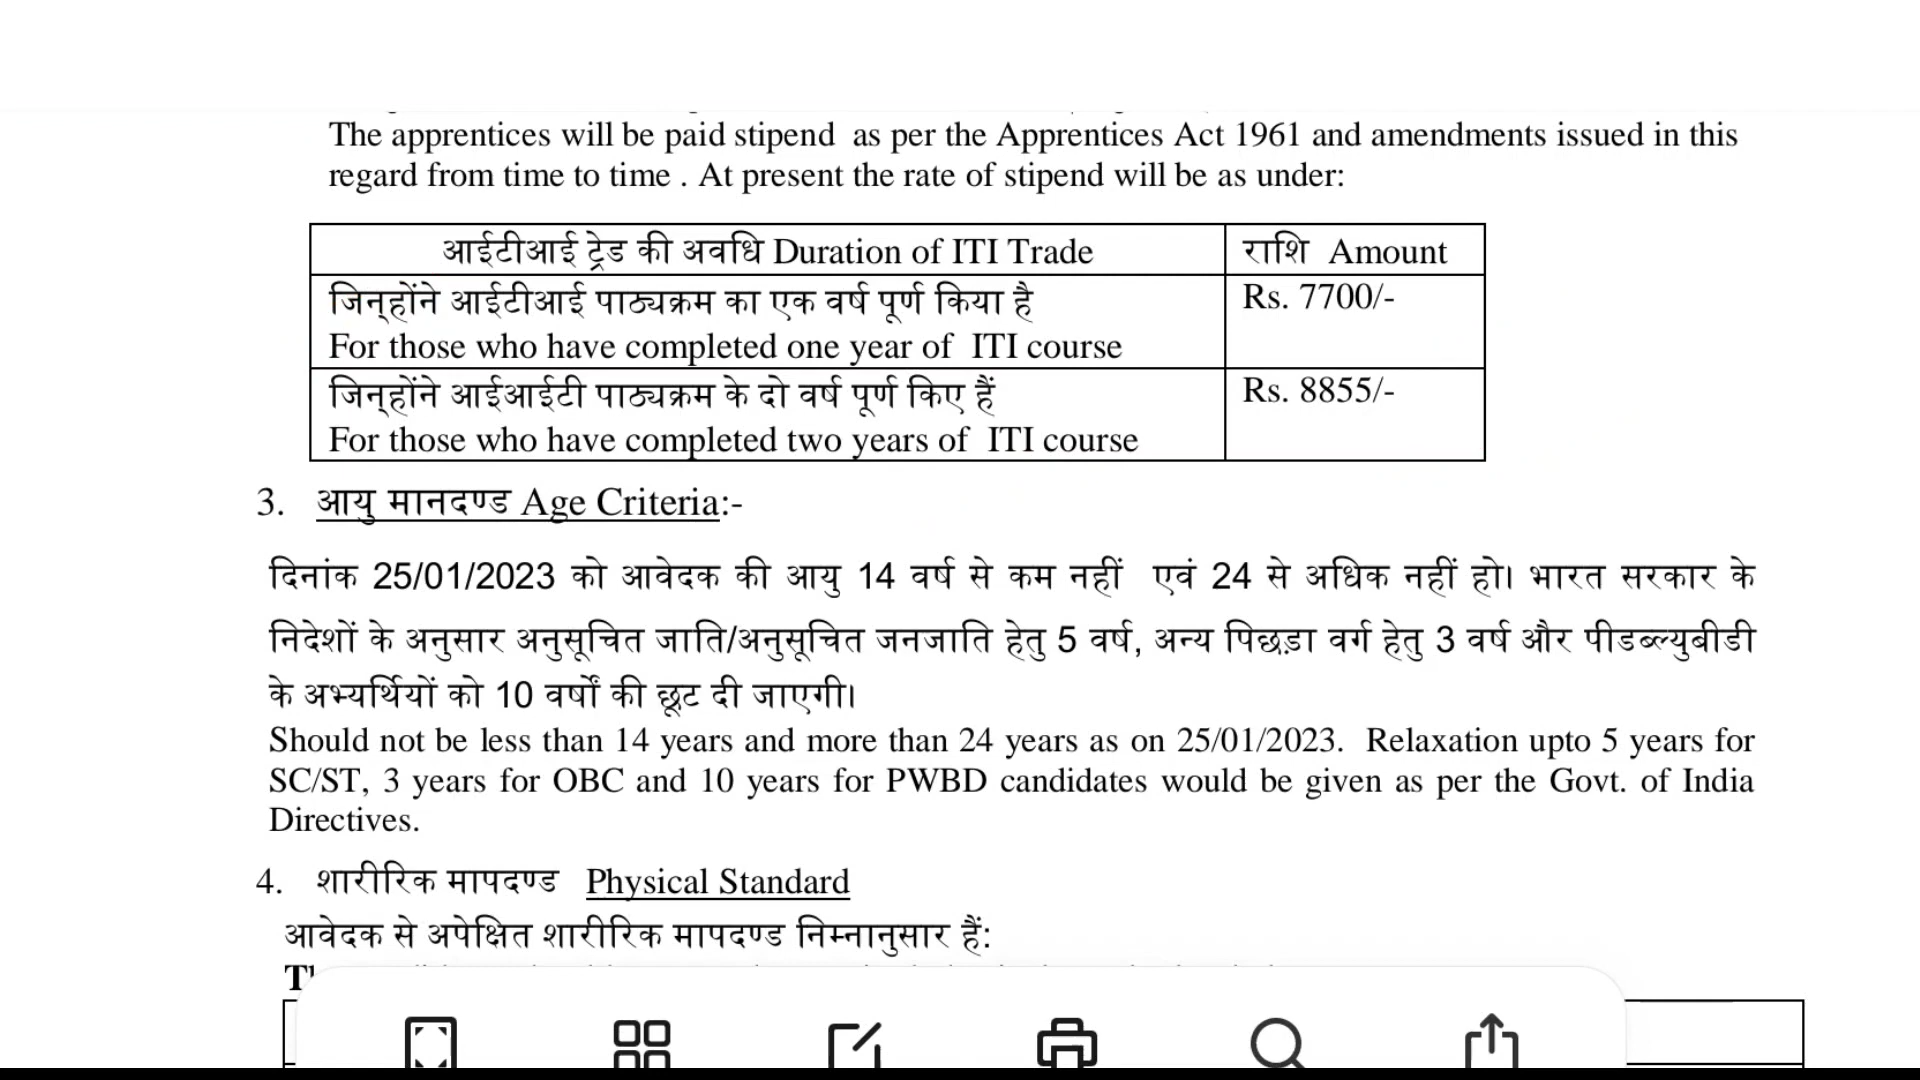 The apprentices will be paid stipend as per the Apprentices Act 1961 and amendments issued in this
regard from time to time . At present the rate of stipend will be as under:
आईटीआई ट्रेड की अवधि Duration of ITI Trade राशि Amount
जिन्होंने आईटीआई पाठ्यक्रम का एक वर्ष पूर्ण किया है Rs. 7700/-
For those who have completed one year of ITI course
जिन्होंने आईआईटी पाठ्यक्रम के दो वर्ष पूर्ण किए हैं Rs. 8855/-
For those who have completed two years of ITI course
3. आयु मानदण्ड Age Criteria:-
दिनांक 25/01/2023 को आवेदक की आयु 14 वर्ष से कम नहीं एवं 24 से अधिक नहीं हो। भारत सरकार के
निदेशों के अनुसार अनुसूचित जाति/अनुसूचित जनजाति हेतु 5 वर्ष, अन्य पिछड़ा वर्ग हेतु 3 वर्ष और पीडब्ल्युबीडी
के अभ्यर्थियों को 10 वर्षों की छूट दी जाएगी।
Should not be less than 14 years and more than 24 years as on 25/01/2023. Relaxation upto 5 years for
SC/ST, 3 years for OBC and 10 years for PWBD candidates would be given as per the Govt. of India
Directives.
4. शारीरिक मापदण्ड Physical Standard
आवेदक से अपेक्षित शारीरिक मापदण्ड निम्नानुसार हैं: